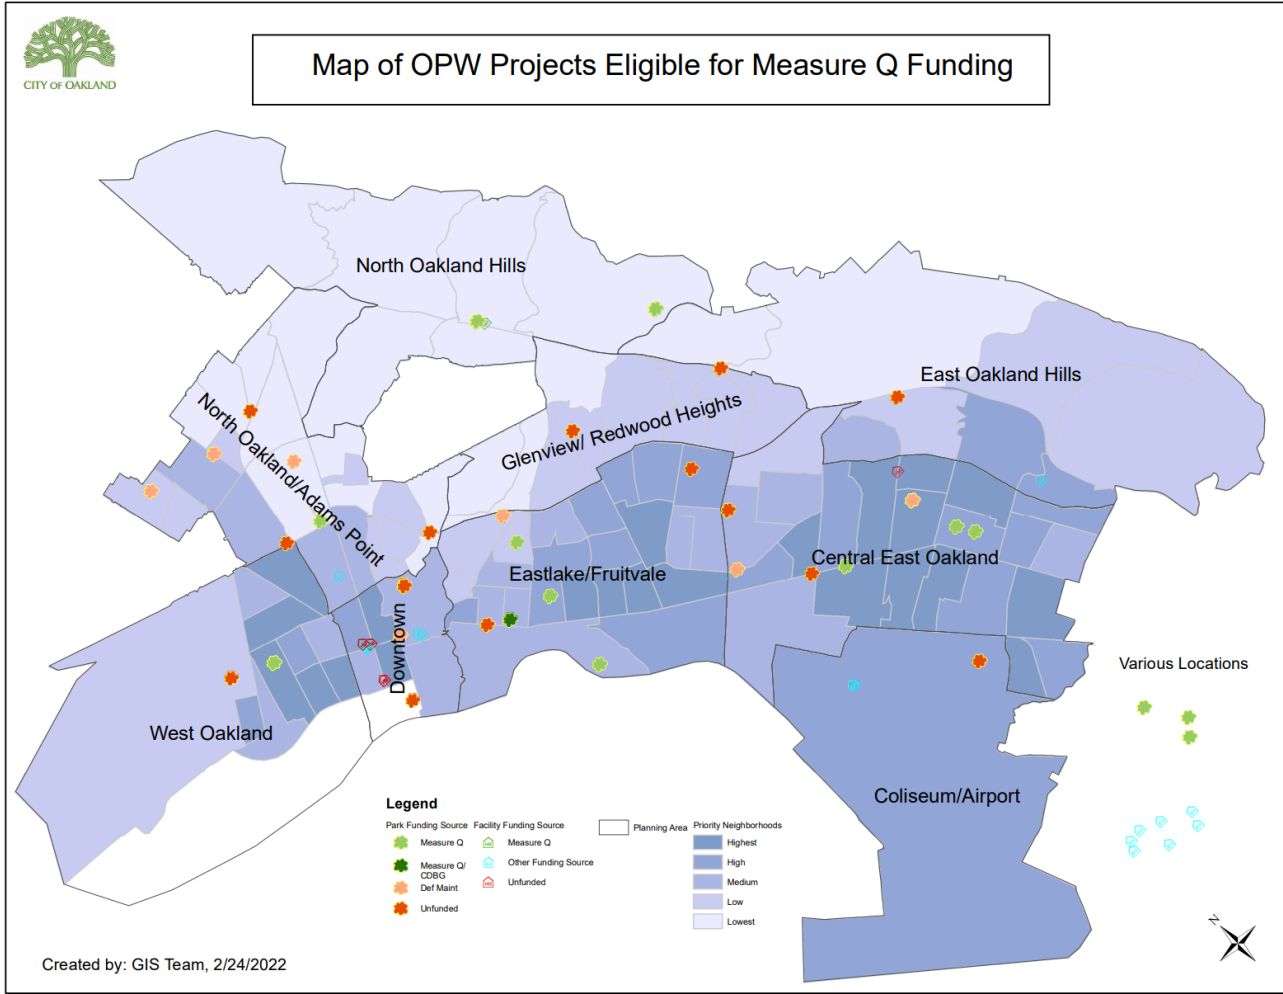 CITY OF OAKLAND
Map of OPW Projects Eligible for Measure Q Funding
North Oakland Hills
East Oakland Hills
North Oakland/Adams Point
Glenview/ Redwood Heights
Central East Oakland
Eastlake/Fruitvale
Downtown
Various Locations
West Oakland
Coliseum/Airport
Legend
Park Funding Source
Measure Q
Measure Q/
CDBG
Def Maint
Unfunded
Facility Funding Source
Measure Q
Other Funding Source
Unfunded
Planning Area
Priority Neighborhoods
Highest
High
Medium
Low
Lowest
N
Created by: GIS Team, 2/24/2022